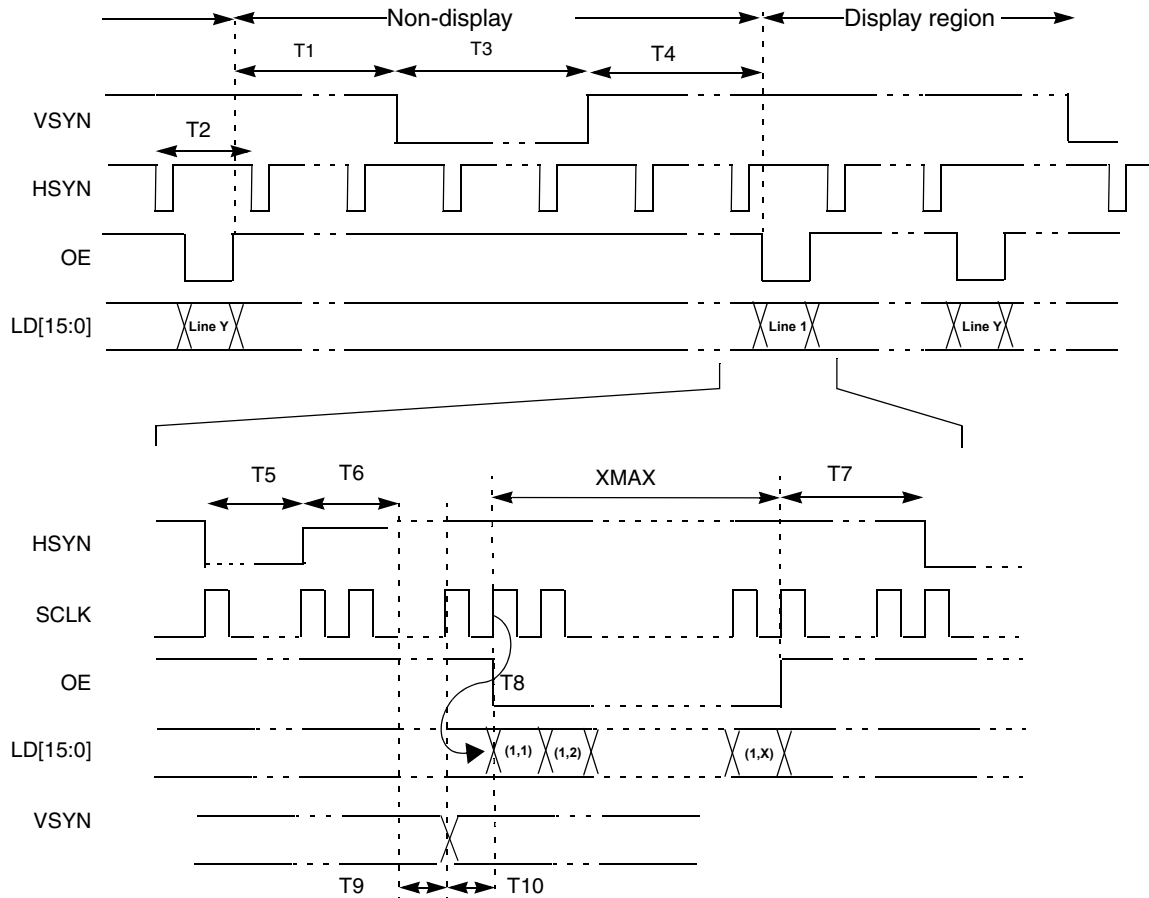 Non-display
Display region
T1
T3
T4
VSYN
T2
HSYN
OE
LD[15:0]
Line Y
Line 1
Line Y
T5
T6
XMAX
T7
HSYN
SCLK
OE
T8
LD[15:0]
(1,1)
(1,2)
(1,X)
VSYN
T9
T10